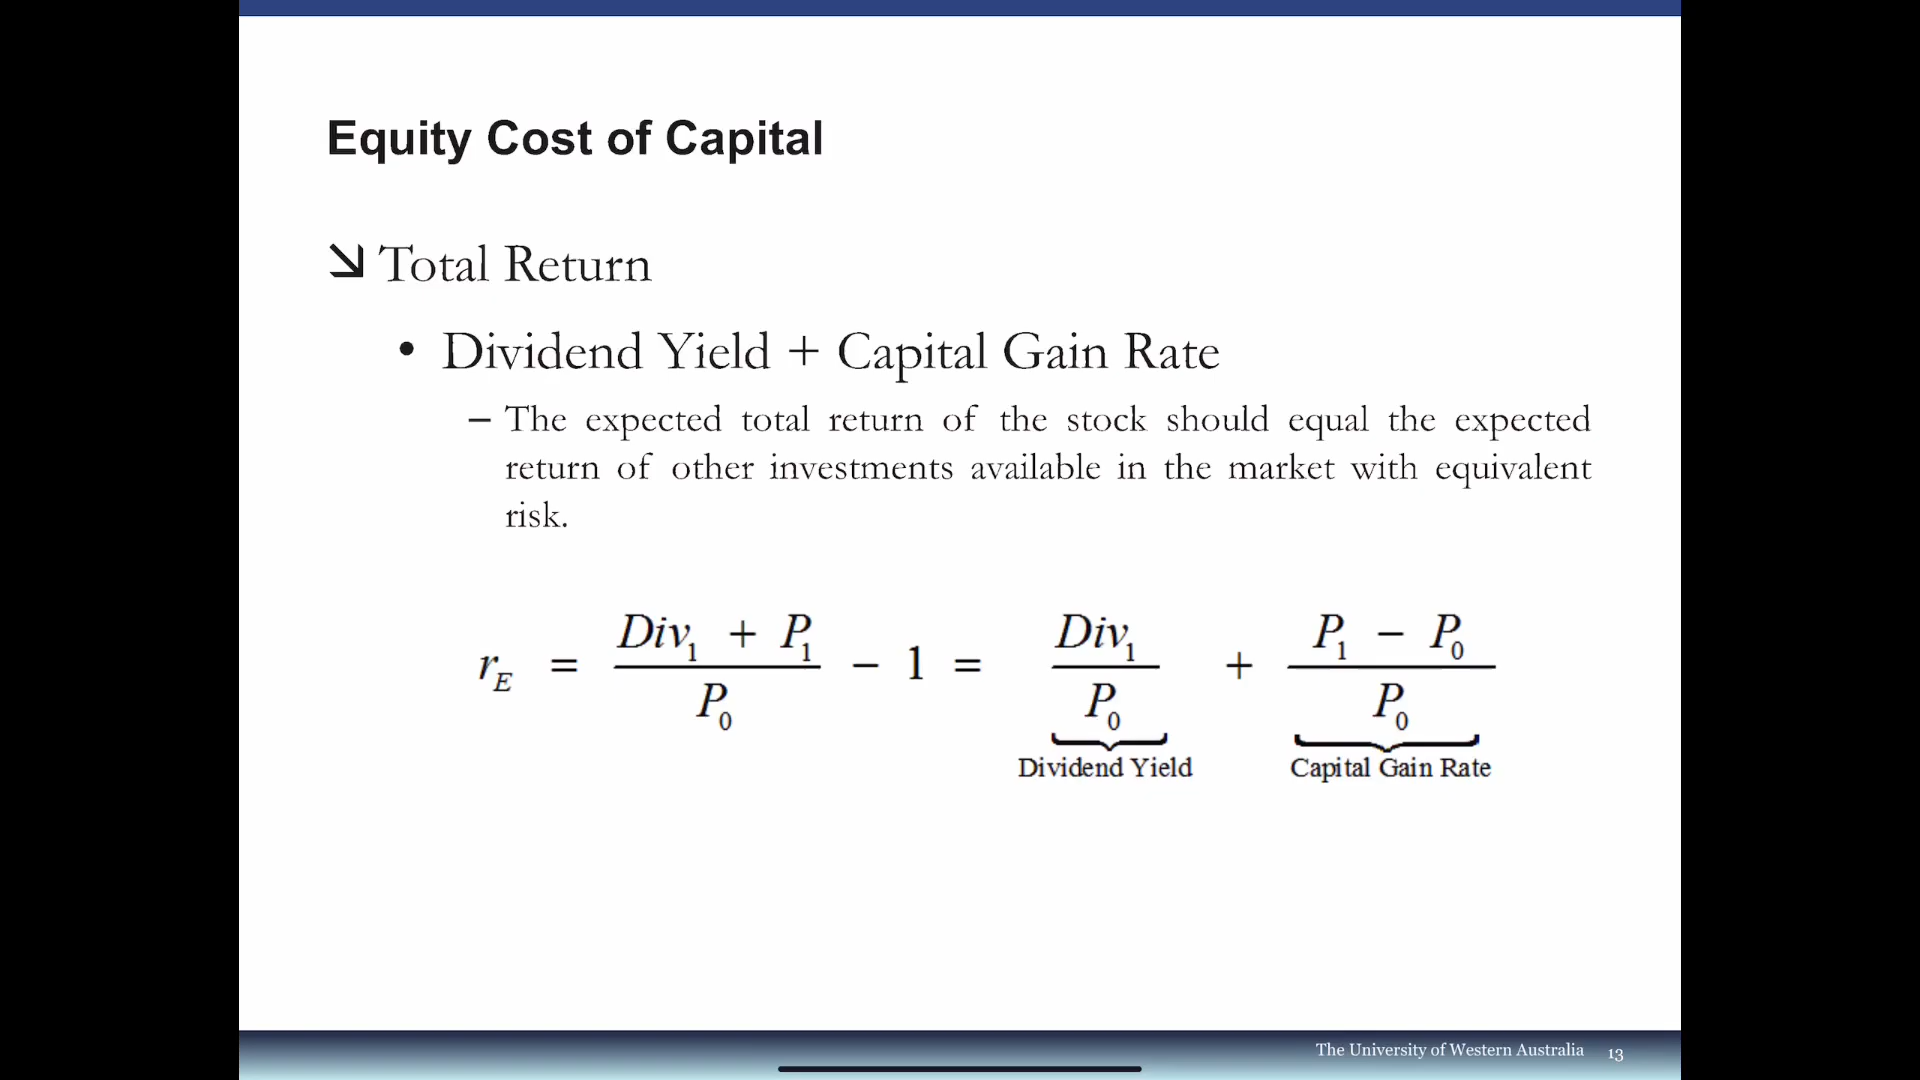 Equity Cost of Capital
Total Return
• Dividend Yield + Capital Gain Rate
– The expected total return of the stock should equal the expected
return of other investments available in the market with equivalent
risk.
r_E = (Div_1 + P_1) / P_0 − 1 = Div_1 / P_0 + (P_1 − P_0) / P_0
Dividend Yield Capital Gain Rate
The University of Western Australia 13